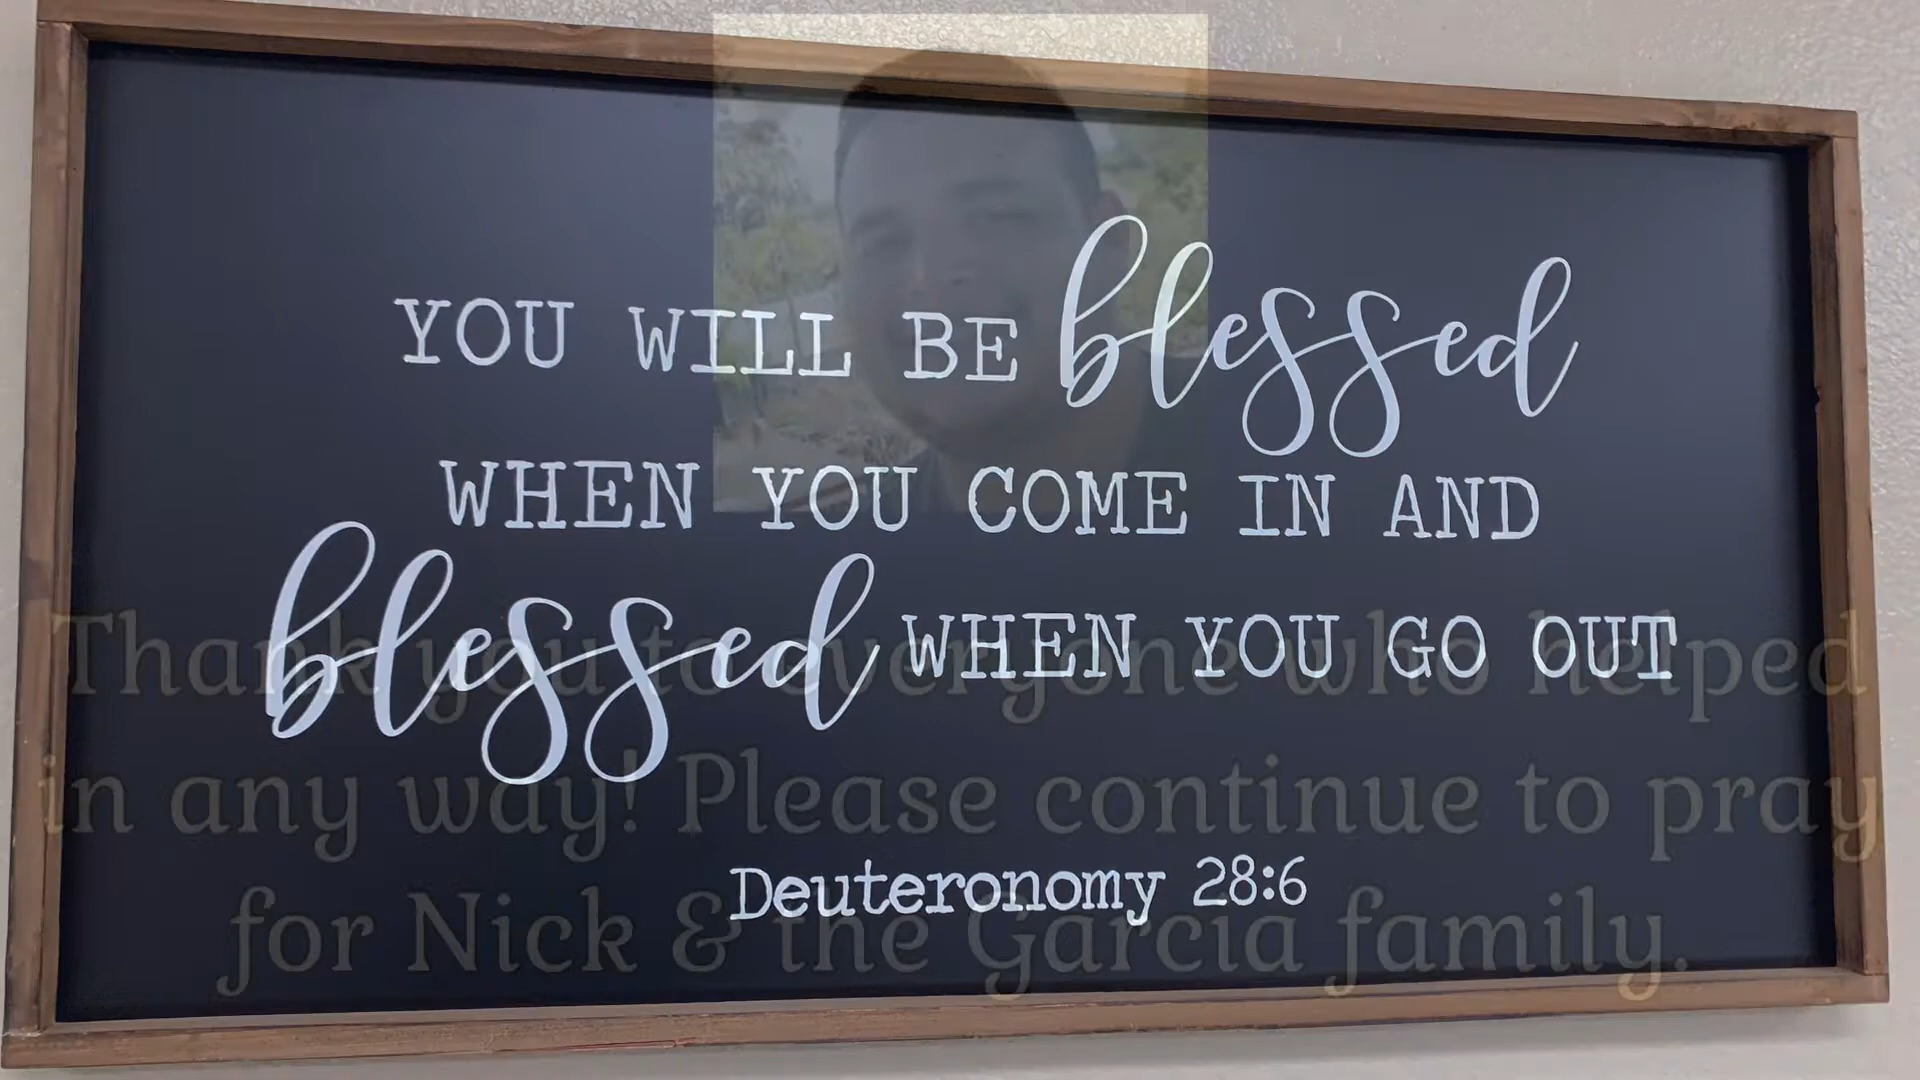 YOU WILL BE blessed
WHEN YOU COME IN AND
blessed WHEN YOU GO OUT
Deuteronomy 28:6
Thank you to everyone who helped
in any way! Please continue to pray
for Nick & the Garcia family.